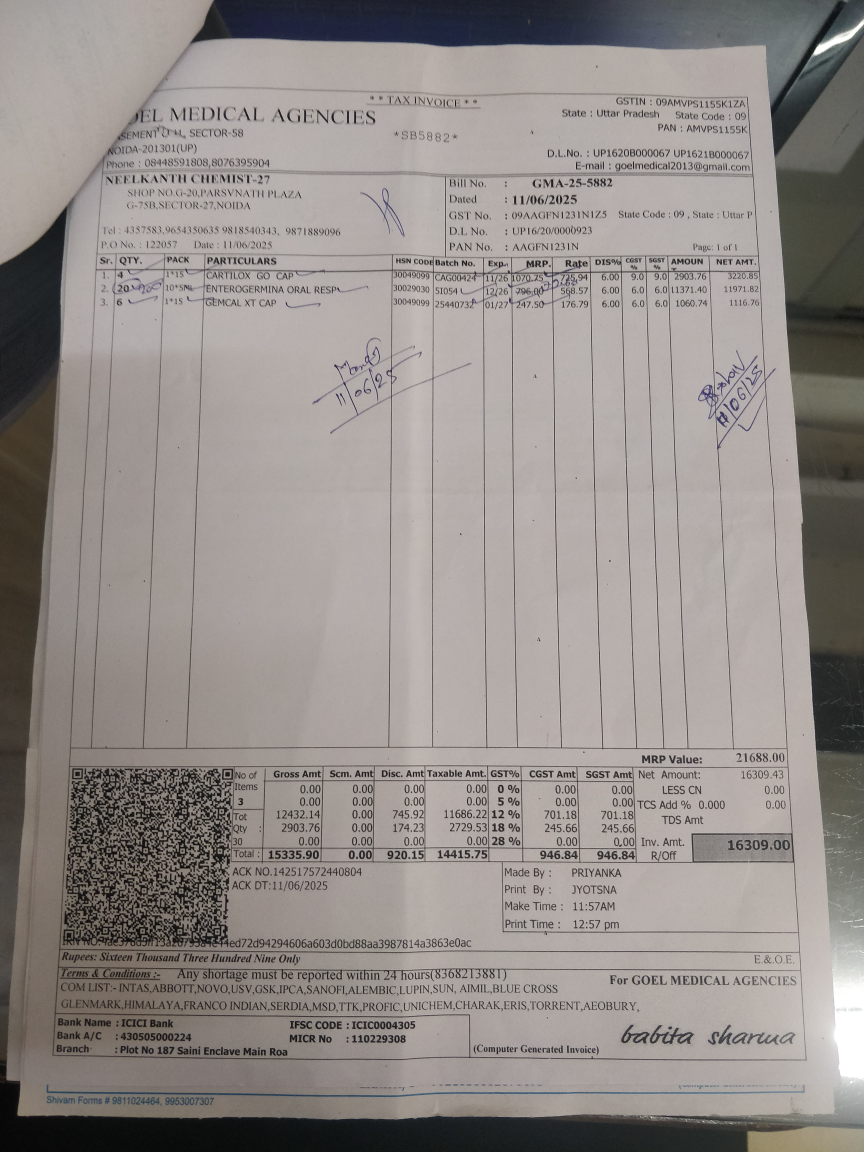 * * TAX INVOICE * *
GSTIN : 09AMVPS1155K1ZA
OEL MEDICAL AGENCIES
State : Uttar Pradesh State Code : 09
SECTOR-58
*SB5882*
PAN : AMVPS1155K
NOIDA-201301(UP)
D.L.No. : UP1620B000067 UP1621B000067
Phone : 08448591808,8076395904
E-mail : goelmedical2013@gmail.com
NEELKANTH CHEMIST-27
SHOP NO.G-20,PARSVNATH PLAZA
G-75B,SECTOR-27,NOIDA
Tel : 4357583,9654350635 9818540343, 9871889096
P.O No. : 122057 Date : 11/06/2025
Bill No. : GMA-25-5882
Dated : 11/06/2025
GST No. : 09AAGFN1231N1Z5 State Code : 09 , State : Uttar P
D.L No. : UP16/20/0000923
PAN No. : AAGFN1231N Page: 1 of 1
Sr. QTY. PACK PARTICULARS HSN CODE Batch No. Exp. MRP. Rate DIS% CGST % SGST % AMOUN NET AMT.
1. 4 1*15 CARTILOX GO CAP 30049099 CAG00424 11/26 1070.25 725.94 6.00 9.0 9.0 2903.76 3220.85
2. 20 10*5ML ENTEROGERMINA ORAL RESP 30029030 5I054 12/26 796.00 568.57 6.00 6.0 6.0 11371.40 11971.82
3. 6 1*15 GEMCAL XT CAP 30049099 25440732 01/27 247.50 176.79 6.00 6.0 6.0 1060.74 1116.76
11/06/25
11/06/25
MRP Value: 21688.00
No of Items 3 Tot Qty : 30
Gross Amt Scm. Amt Disc. Amt Taxable Amt. GST% CGST Amt SGST Amt
0.00 0.00 0.00 0.00 0 % 0.00 0.00
0.00 0.00 0.00 0.00 5 % 0.00 0.00
12432.14 0.00 745.92 11686.22 12 % 701.18 701.18
2903.76 0.00 174.23 2729.53 18 % 245.66 245.66
0.00 0.00 0.00 0.00 28 % 0.00 0.00
Total : 15335.90 0.00 920.15 14415.75 946.84 946.84
Net Amount: 16309.43
LESS CN 0.00
TCS Add % 0.000 0.00
TDS Amt
Inv. Amt. 16309.00
R/Off
ACK NO.142517572440804
ACK DT:11/06/2025
Made By : PRIYANKA
Print By : JYOTSNA
Make Time : 11:57AM
Print Time : 12:57 pm
Rupees: Sixteen Thousand Three Hundred Nine Only
E.&O.E.
Terms & Conditions :- Any shortage must be reported within 24 hours(8368213881)
COM LIST:- INTAS,ABBOTT,NOVO,USV,GSK,IPCA,SANOFI,ALEMBIC,LUPIN,SUN, AIMIL,BLUE CROSS
GLENMARK,HIMALAYA,FRANCO INDIAN,SERDIA,MSD,TTK,PROFIC,UNICHEM,CHARAK,ERIS,TORRENT,AEOBURY,
For GOEL MEDICAL AGENCIES
Bank Name : ICICI Bank IFSC CODE : ICIC0004305
Bank A/C : 430505000224 MICR No : 110229308
Branch : Plot No 187 Saini Enclave Main Roa
(Computer Generated Invoice)
babita sharma
Shivam Forms # 9811024464, 9953007307